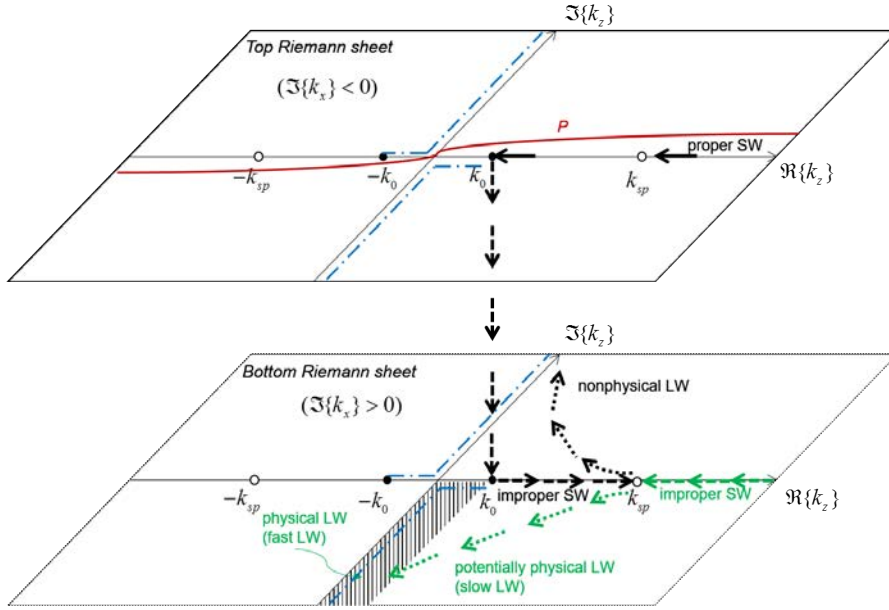 ℑ{k_z}
Top Riemann sheet
(ℑ{k_x} < 0)
P
proper SW
−k_sp
−k_0
k_0
k_sp
ℜ{k_z}
ℑ{k_z}
Bottom Riemann sheet
(ℑ{k_x} > 0)
nonphysical LW
−k_sp
−k_0
k_0
improper SW
k_sp
improper SW
ℜ{k_z}
physical LW
(fast LW)
potentially physical LW
(slow LW)